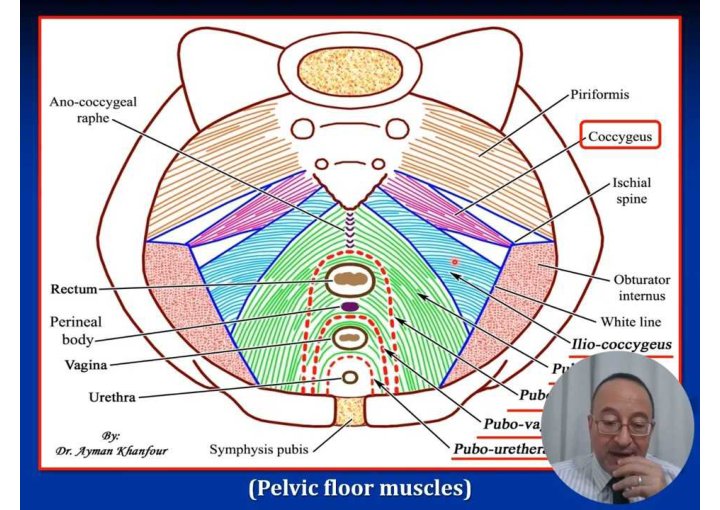 Ano-coccygeal
raphe
Rectum
Perineal
body
Vagina
Urethra
By:
Dr. Ayman Khanfour
Symphysis pubis
Piriformis
Coccygeus
Ischial
spine
Obturator
internus
White line
Ilio-coccygeus
(Pelvic floor muscles)